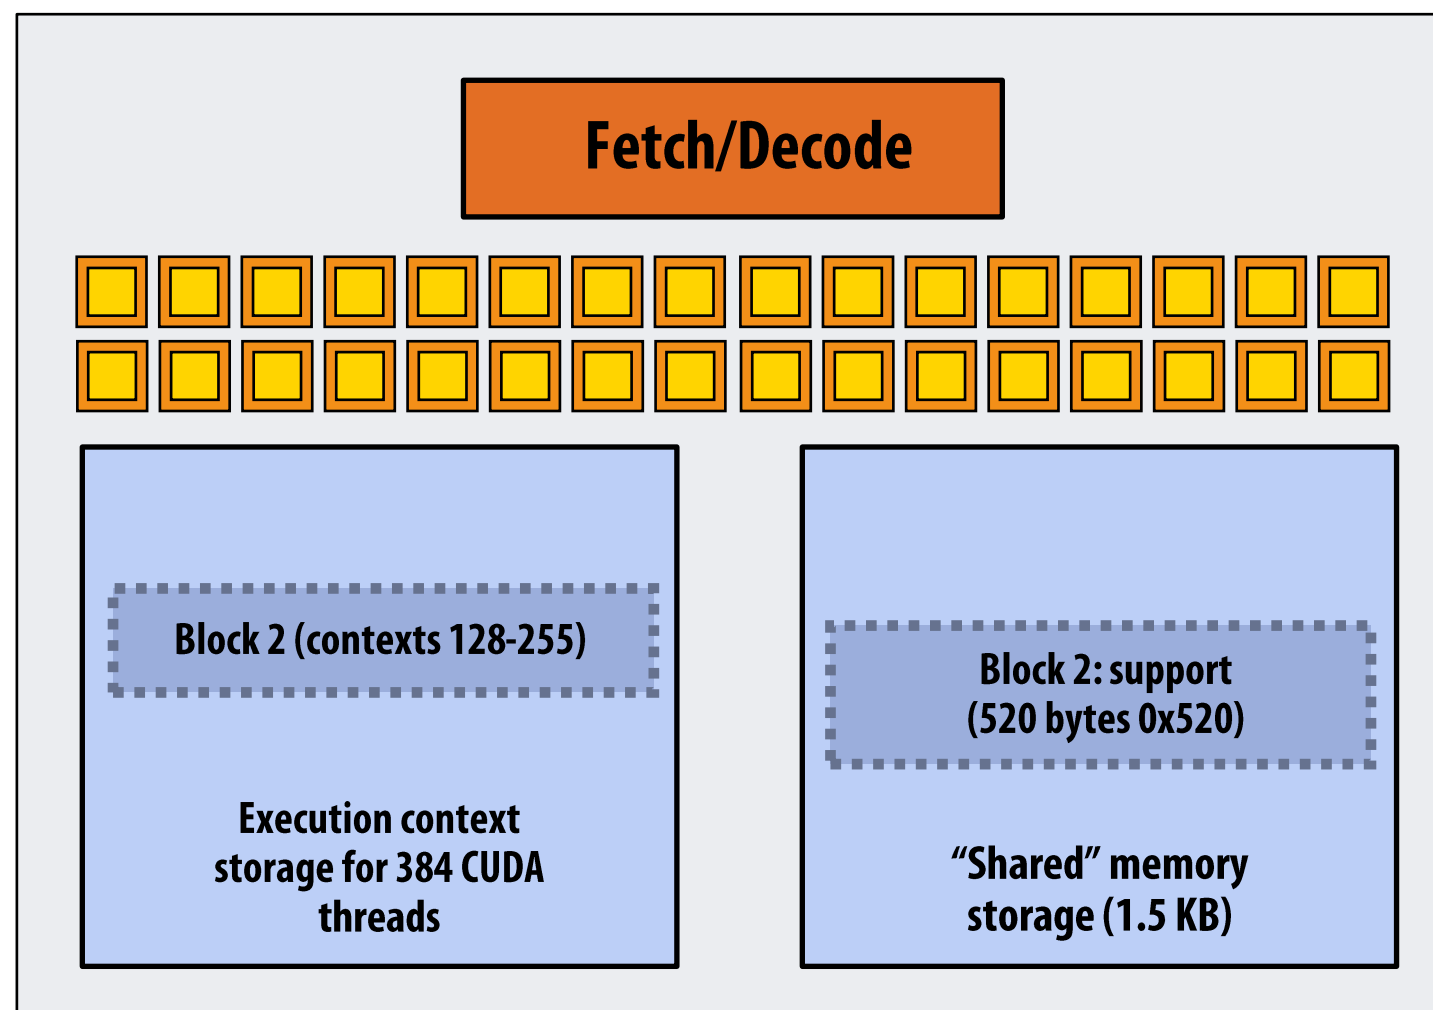 Fetch/Decode
Block 2 (contexts 128-255)
Execution context
storage for 384 CUDA
threads
Block 2: support
(520 bytes 0x520)
“Shared” memory
storage (1.5 KB)